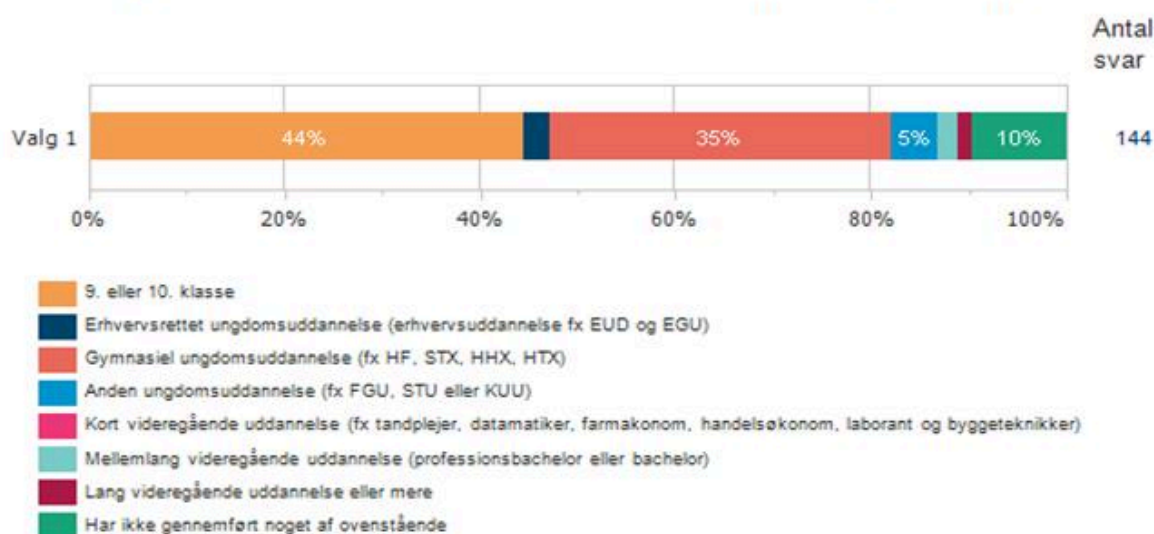 Antal
svar
Valg 1 44% 35% 5% 10% 144
0% 20% 40% 60% 80% 100%
9. eller 10. klasse
Erhvervsrettet ungdomsuddannelse (erhvervsuddannelse fx EUD og EGU)
Gymnasiel ungdomsuddannelse (fx HF, STX, HHX, HTX)
Anden ungdomsuddannelse (fx FGU, STU eller KUU)
Kort videregående uddannelse (fx tandplejer, datamatiker, farmakonom, handelsøkonom, laborant og byggeteknikker)
Mellemlang videregående uddannelse (professionsbachelor eller bachelor)
Lang videregående uddannelse eller mere
Har ikke gennemført noget af ovenstående